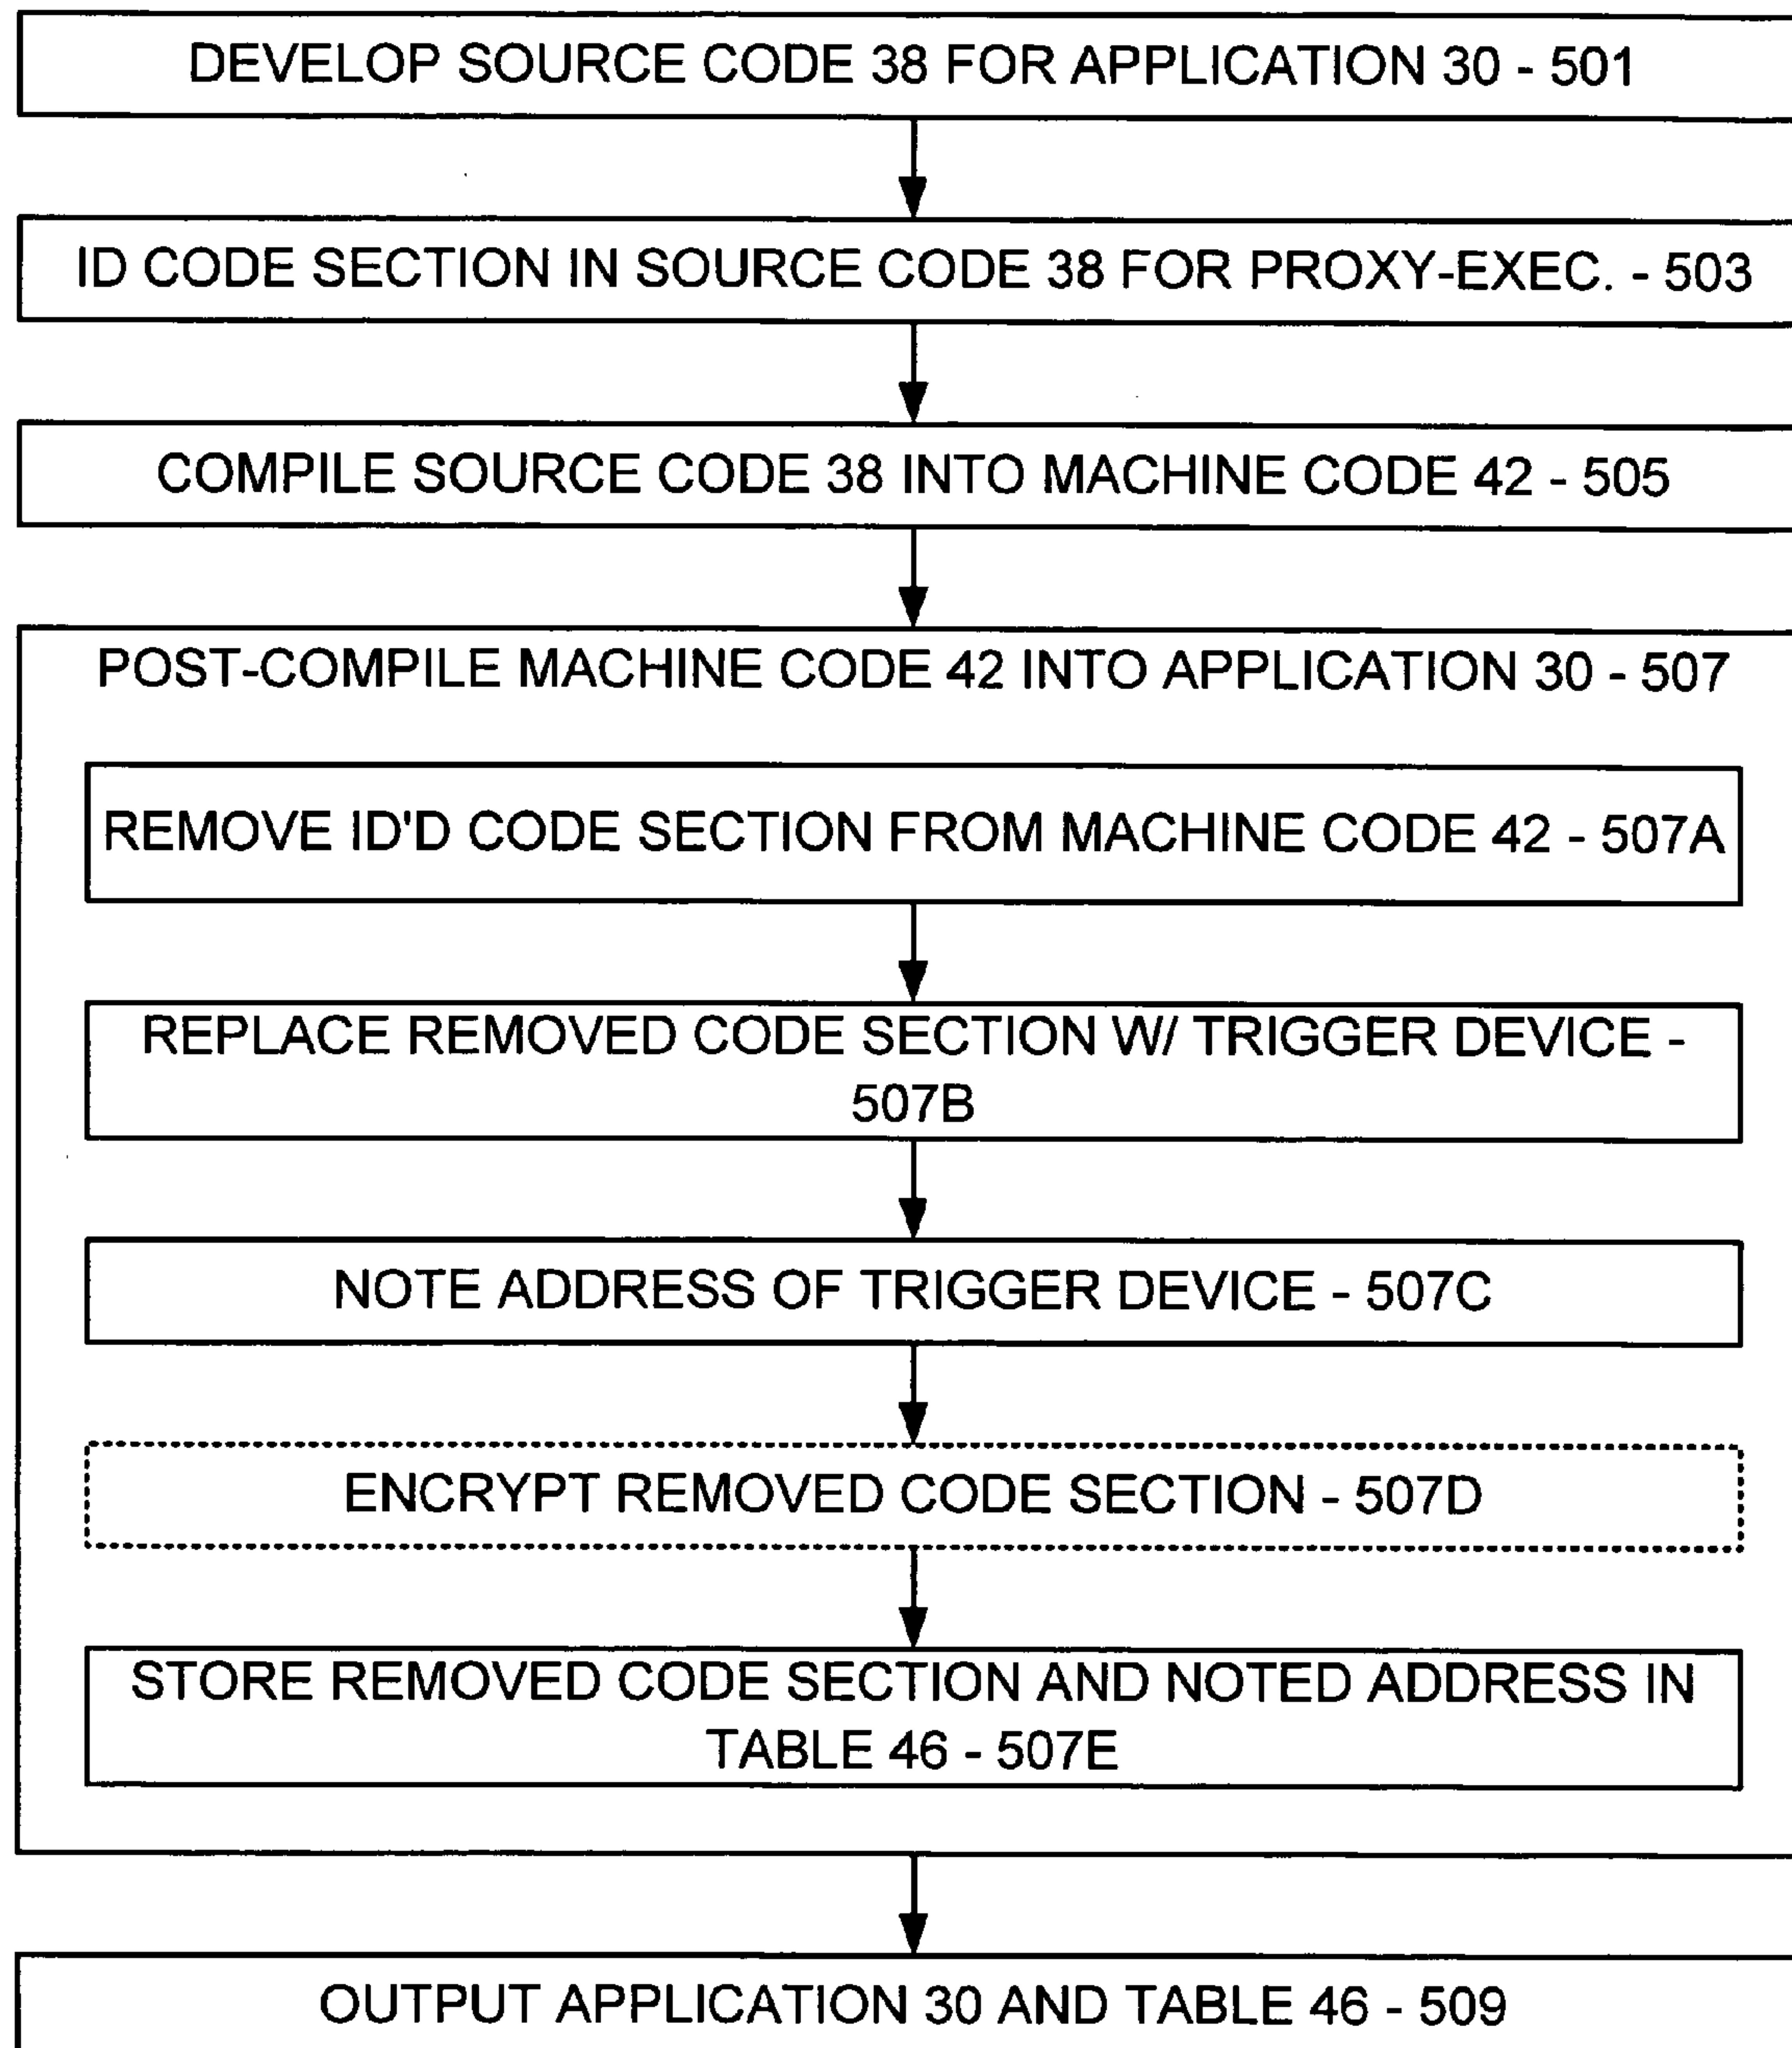 DEVELOP SOURCE CODE 38 FOR APPLICATION 30 - 501
ID CODE SECTION IN SOURCE CODE 38 FOR PROXY-EXEC. - 503
COMPILE SOURCE CODE 38 INTO MACHINE CODE 42 - 505
POST-COMPILE MACHINE CODE 42 INTO APPLICATION 30 - 507
REMOVE ID'D CODE SECTION FROM MACHINE CODE 42 - 507A
REPLACE REMOVED CODE SECTION W/ TRIGGER DEVICE -
507B
NOTE ADDRESS OF TRIGGER DEVICE - 507C
ENCRYPT REMOVED CODE SECTION - 507D
STORE REMOVED CODE SECTION AND NOTED ADDRESS IN
TABLE 46 - 507E
OUTPUT APPLICATION 30 AND TABLE 46 - 509